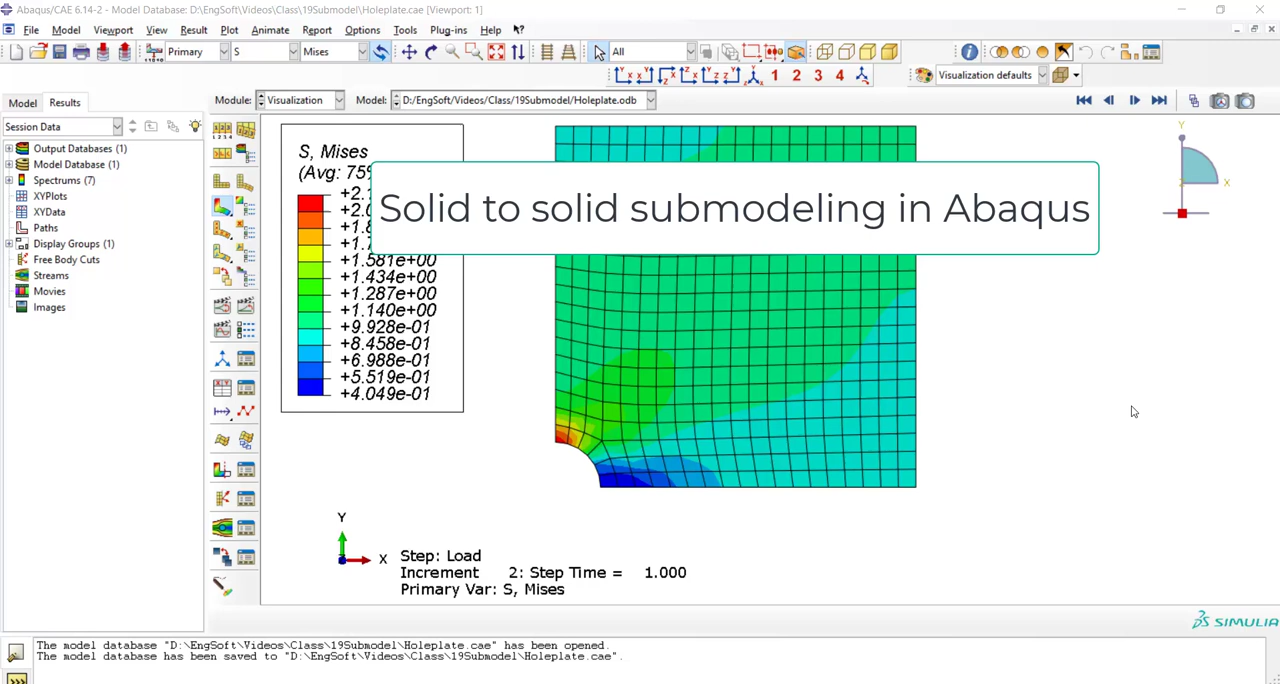 Abaqus/CAE 6.14-2 - Model Database: D:\EngSoft\Videos\Class\19Submodel\Holeplate.cae [Viewport: 1]
File Model Viewport View Result Plot Animate Report Options Tools Plug-ins Help
Primary S Mises All
1 2 3 4 Visualization defaults
Model Results Module: Visualization Model: D:/EngSoft/Videos/Class/19Submodel/Holeplate.odb
Session Data
Output Databases (1)
Model Database (1)
Spectrums (7)
XYPlots
XYData
Paths
Display Groups (1)
Free Body Cuts
Streams
Movies
Images
S, Mises
(Avg: 75%
Solid to solid submodeling in Abaqus
+1.581e+00
+1.434e+00
+1.287e+00
+1.140e+00
+9.928e-01
+8.458e-01
+6.988e-01
+5.519e-01
+4.049e-01
Y
X
Y
X
Step: Load
Increment 2: Step Time = 1.000
Primary Var: S, Mises
SIMULIA
The model database "D:\EngSoft\Videos\Class\19Submodel\Holeplate.cae" has been opened.
The model database has been saved to "D:\EngSoft\Videos\Class\19Submodel\Holeplate.cae".